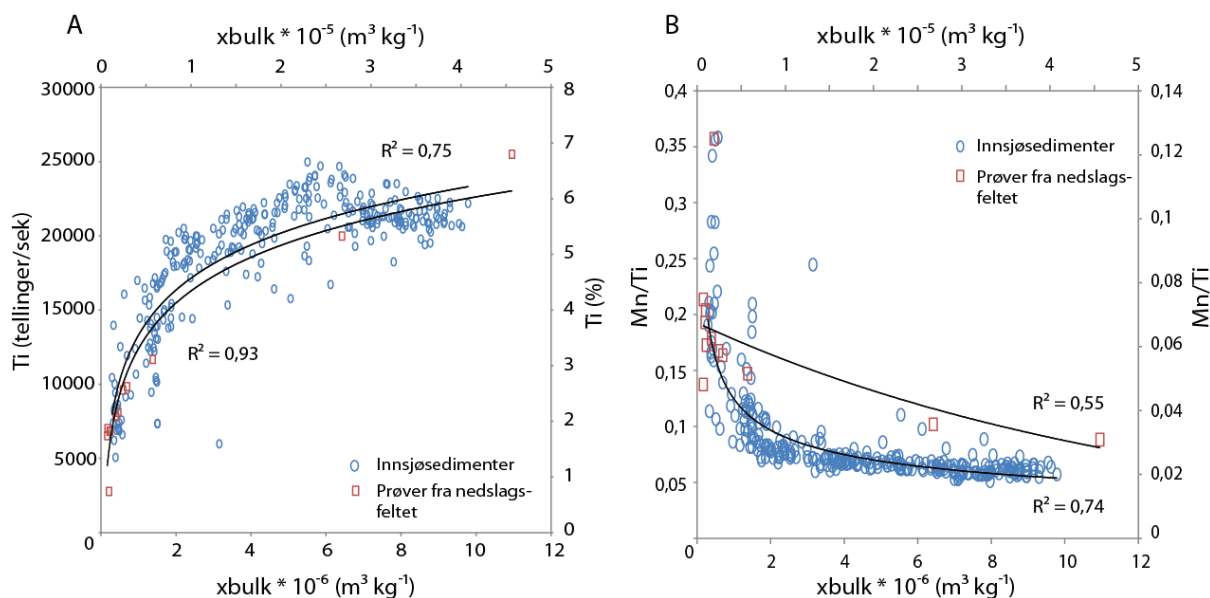 A
xbulk * 10⁻⁵ (m³ kg⁻¹)
0 1 2 3 4 5
30000
25000
20000
15000
10000
5000
0
Ti (tellinger/sek)
8
7
6
5
4
3
2
1
0
Ti (%)
R² = 0,75
R² = 0,93
Innsjøsedimenter
Prøver fra nedslags-
feltet
2 4 6 8 10 12
xbulk * 10⁻⁶ (m³ kg⁻¹)
B
xbulk * 10⁻⁵ (m³ kg⁻¹)
0 1 2 3 4 5
0,4
0,35
0,3
0,25
0,2
0,15
0,1
0,05
0
Mn/Ti
0,14
0,12
0,10
0,08
0,06
0,04
0,02
0
Mn/Ti
Innsjøsedimenter
Prøver fra nedslags-
feltet
R² = 0,55
R² = 0,74
2 4 6 8 10 12
xbulk * 10⁻⁶ (m³ kg⁻¹)